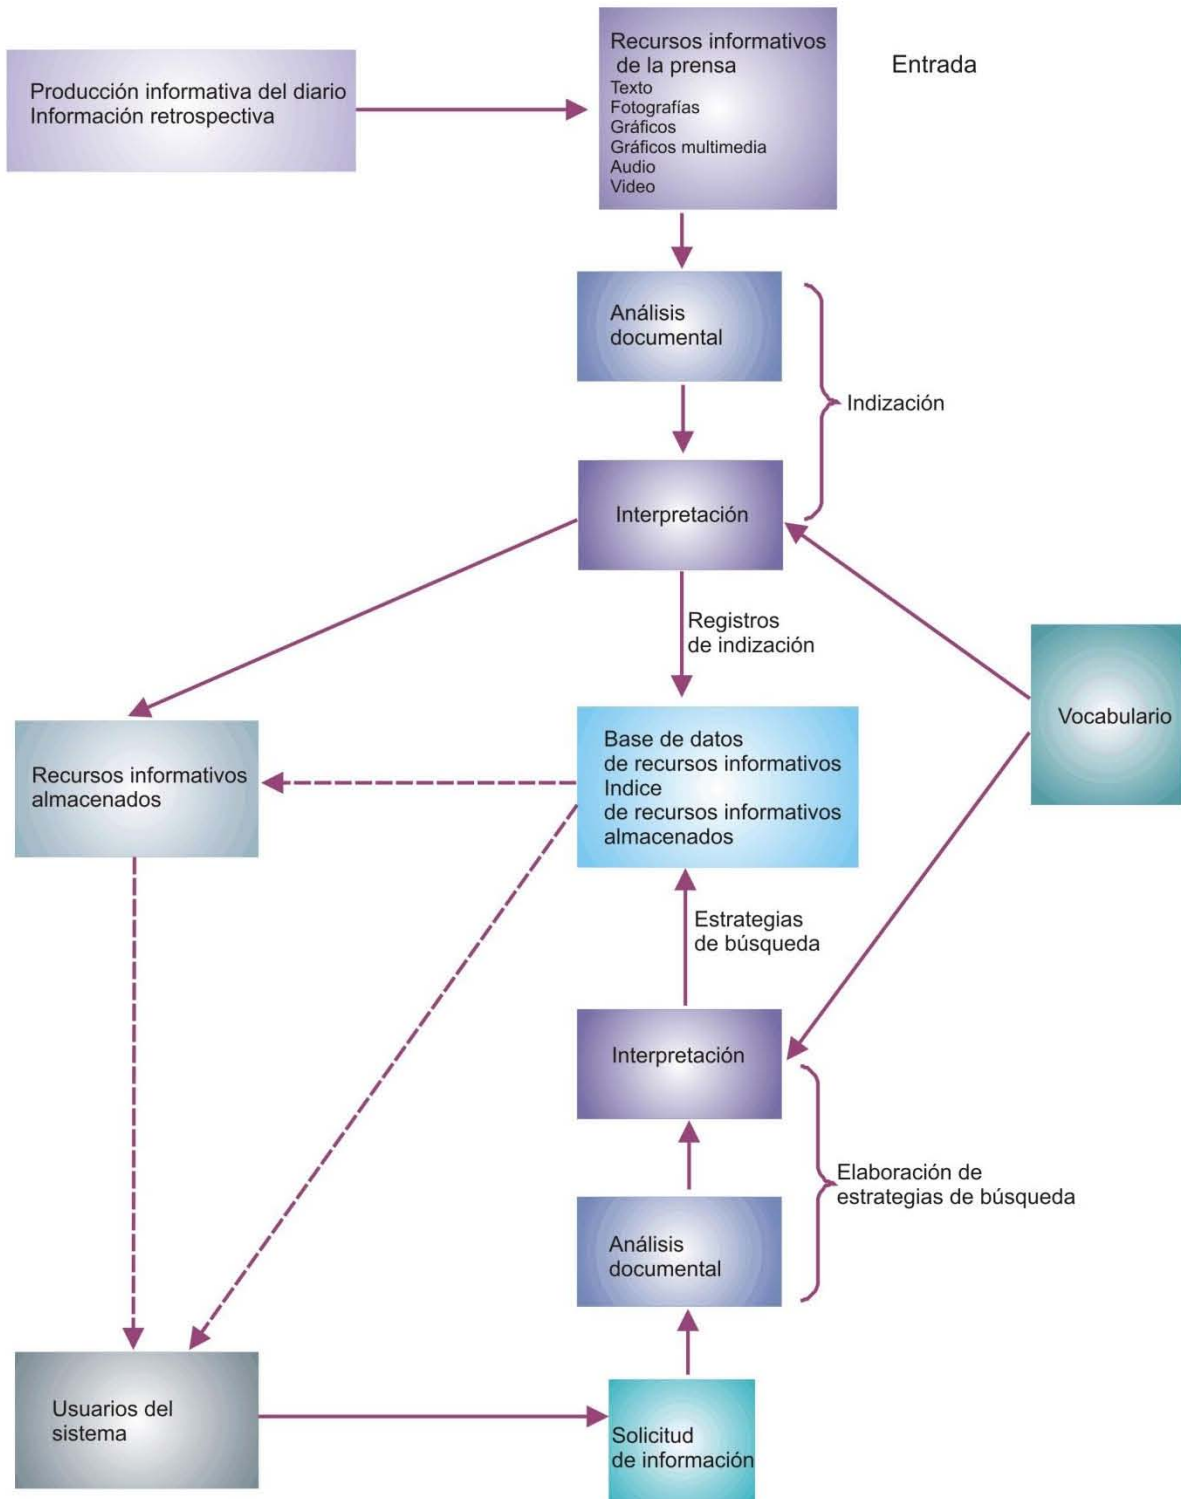 Producción informativa del diario
Información retrospectiva
Recursos informativos
de la prensa
Texto
Fotografías
Gráficos
Gráficos multimedia
Audio
Video
Entrada
Análisis
documental
Indización
Interpretación
Registros
de indización
Vocabulario
Recursos informativos
almacenados
Base de datos
de recursos informativos
Indice
de recursos informativos
almacenados
Estrategias
de búsqueda
Interpretación
Elaboración de
estrategias de búsqueda
Análisis
documental
Usuarios del
sistema
Solicitud
de información